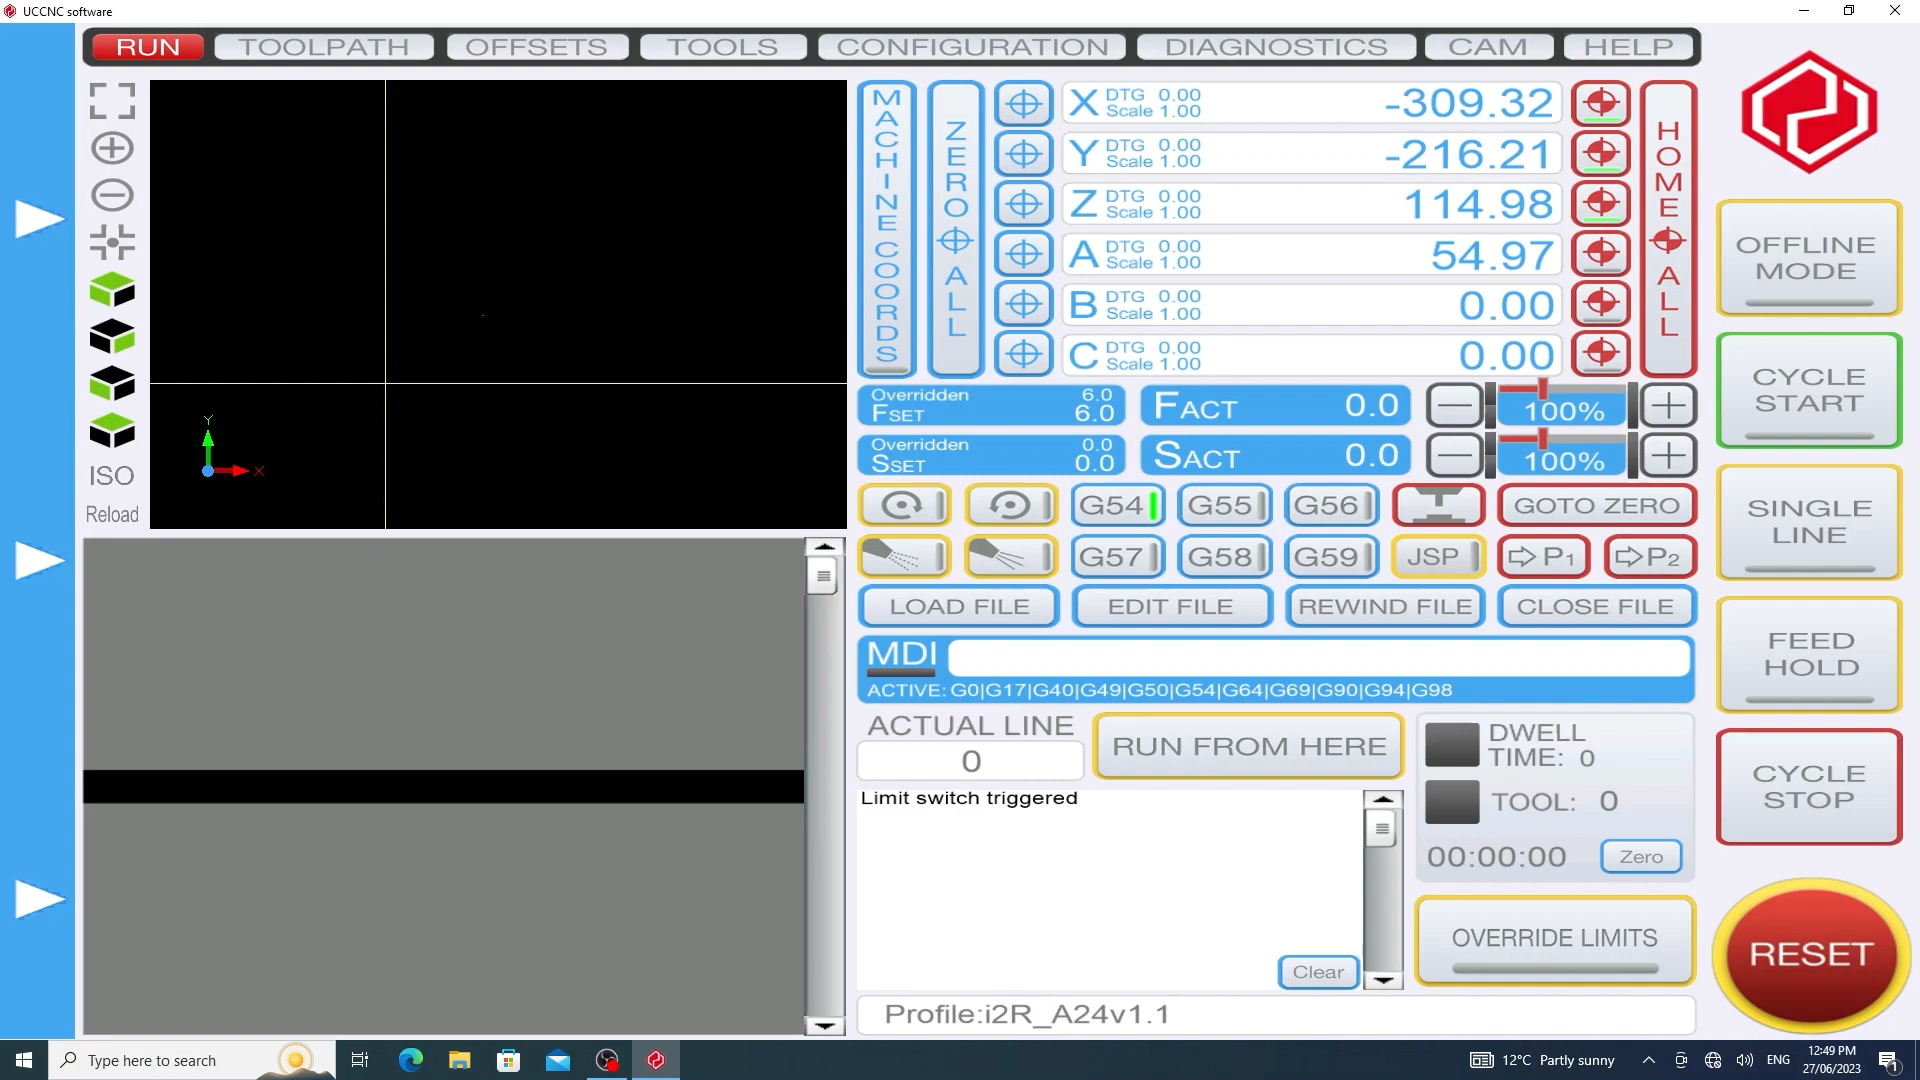 UCCNC software
RUN
TOOLPATH
OFFSETS
TOOLS
CONFIGURATION
DIAGNOSTICS
CAM
HELP
ISO
Reload
Y
X
MACHINE COORDS
ZERO ALL
X DTG 0.00 -309.32
Scale 1.00
Y DTG 0.00 -216.21
Scale 1.00
Z DTG 0.00 114.98
Scale 1.00
A DTG 0.00 54.97
Scale 1.00
B DTG 0.00 0.00
Scale 1.00
C DTG 0.00 0.00
Scale 1.00
HOME ALL
Overridden 6.0
FSET 6.0
FACT 0.0
100%
Overridden 0.0
SSET 0.0
SACT 0.0
100%
G54 G55 G56 GOTO ZERO
G57 G58 G59 JSP P1 P2
LOAD FILE EDIT FILE REWIND FILE CLOSE FILE
MDI
ACTIVE: G0|G17|G40|G49|G50|G54|G64|G69|G90|G94|G98
ACTUAL LINE
0
RUN FROM HERE
DWELL
TIME: 0
TOOL: 0
00:00:00 Zero
Limit switch triggered
Clear
OVERRIDE LIMITS
Profile:i2R_A24v1.1
OFFLINE
MODE
CYCLE
START
SINGLE
LINE
FEED
HOLD
CYCLE
STOP
RESET
Type here to search
12°C Partly sunny
ENG
12:49 PM
27/06/2023
1